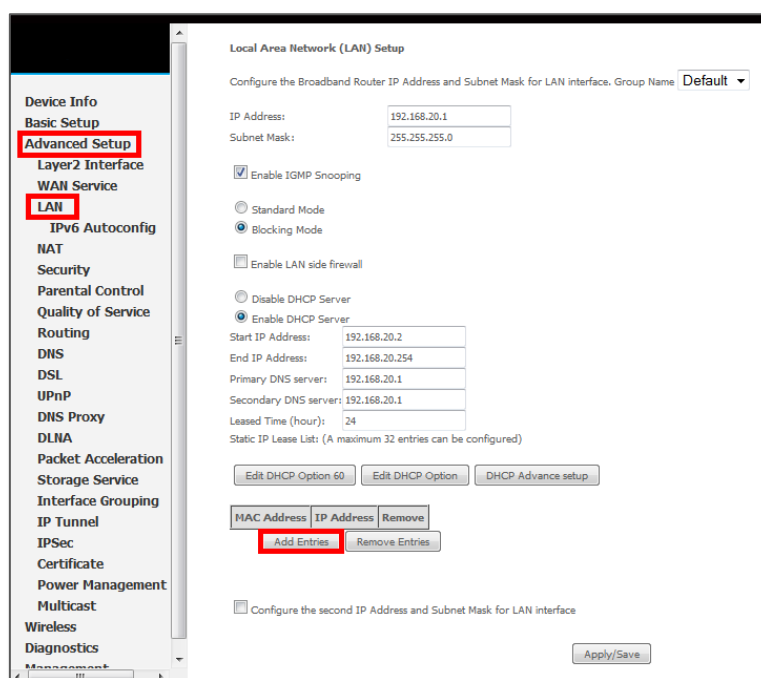 Device Info
Basic Setup
Advanced Setup
Layer2 Interface
WAN Service
LAN
IPv6 Autoconfig
NAT
Security
Parental Control
Quality of Service
Routing
DNS
DSL
UPnP
DNS Proxy
DLNA
Packet Acceleration
Storage Service
Interface Grouping
IP Tunnel
IPSec
Certificate
Power Management
Multicast
Wireless
Diagnostics
Management
Local Area Network (LAN) Setup
Configure the Broadband Router IP Address and Subnet Mask for LAN interface. Group Name Default
IP Address: 192.168.20.1
Subnet Mask: 255.255.255.0
Enable IGMP Snooping
Standard Mode
Blocking Mode
Enable LAN side firewall
Disable DHCP Server
Enable DHCP Server
Start IP Address: 192.168.20.2
End IP Address: 192.168.20.254
Primary DNS server: 192.168.20.1
Secondary DNS server: 192.168.20.1
Leased Time (hour): 24
Static IP Lease List: (A maximum 32 entries can be configured)
Edit DHCP Option 60 Edit DHCP Option DHCP Advance setup
MAC Address IP Address Remove
Add Entries Remove Entries
Configure the second IP Address and Subnet Mask for LAN interface
Apply/Save